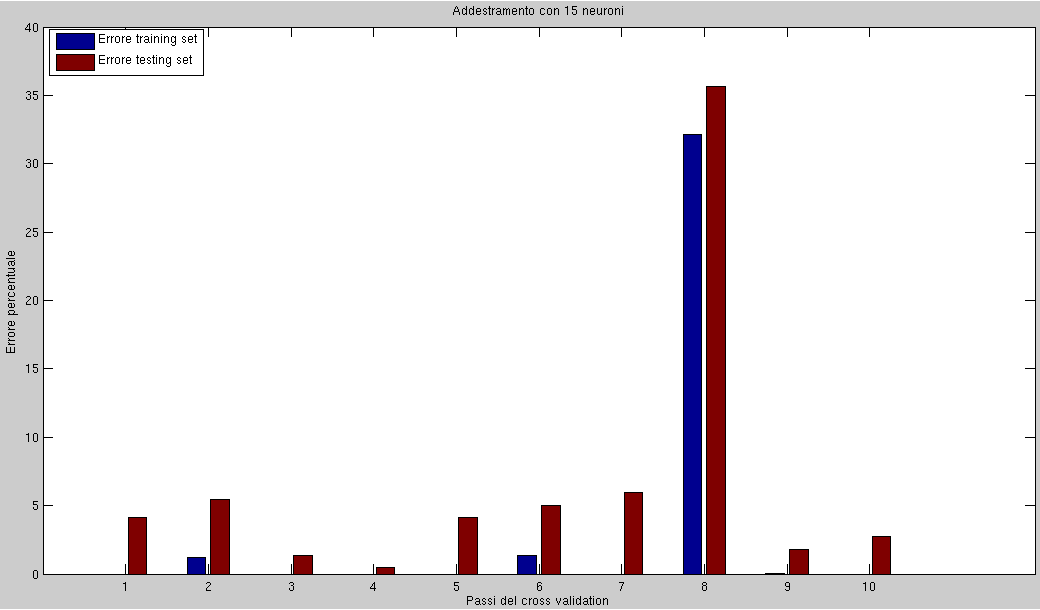 Addestramento con 15 neuroni
Errore training set
Errore testing set
40
35
30
25
20
15
10
5
0
Errore percentuale
1 2 3 4 5 6 7 8 9 10
Passi del cross validation